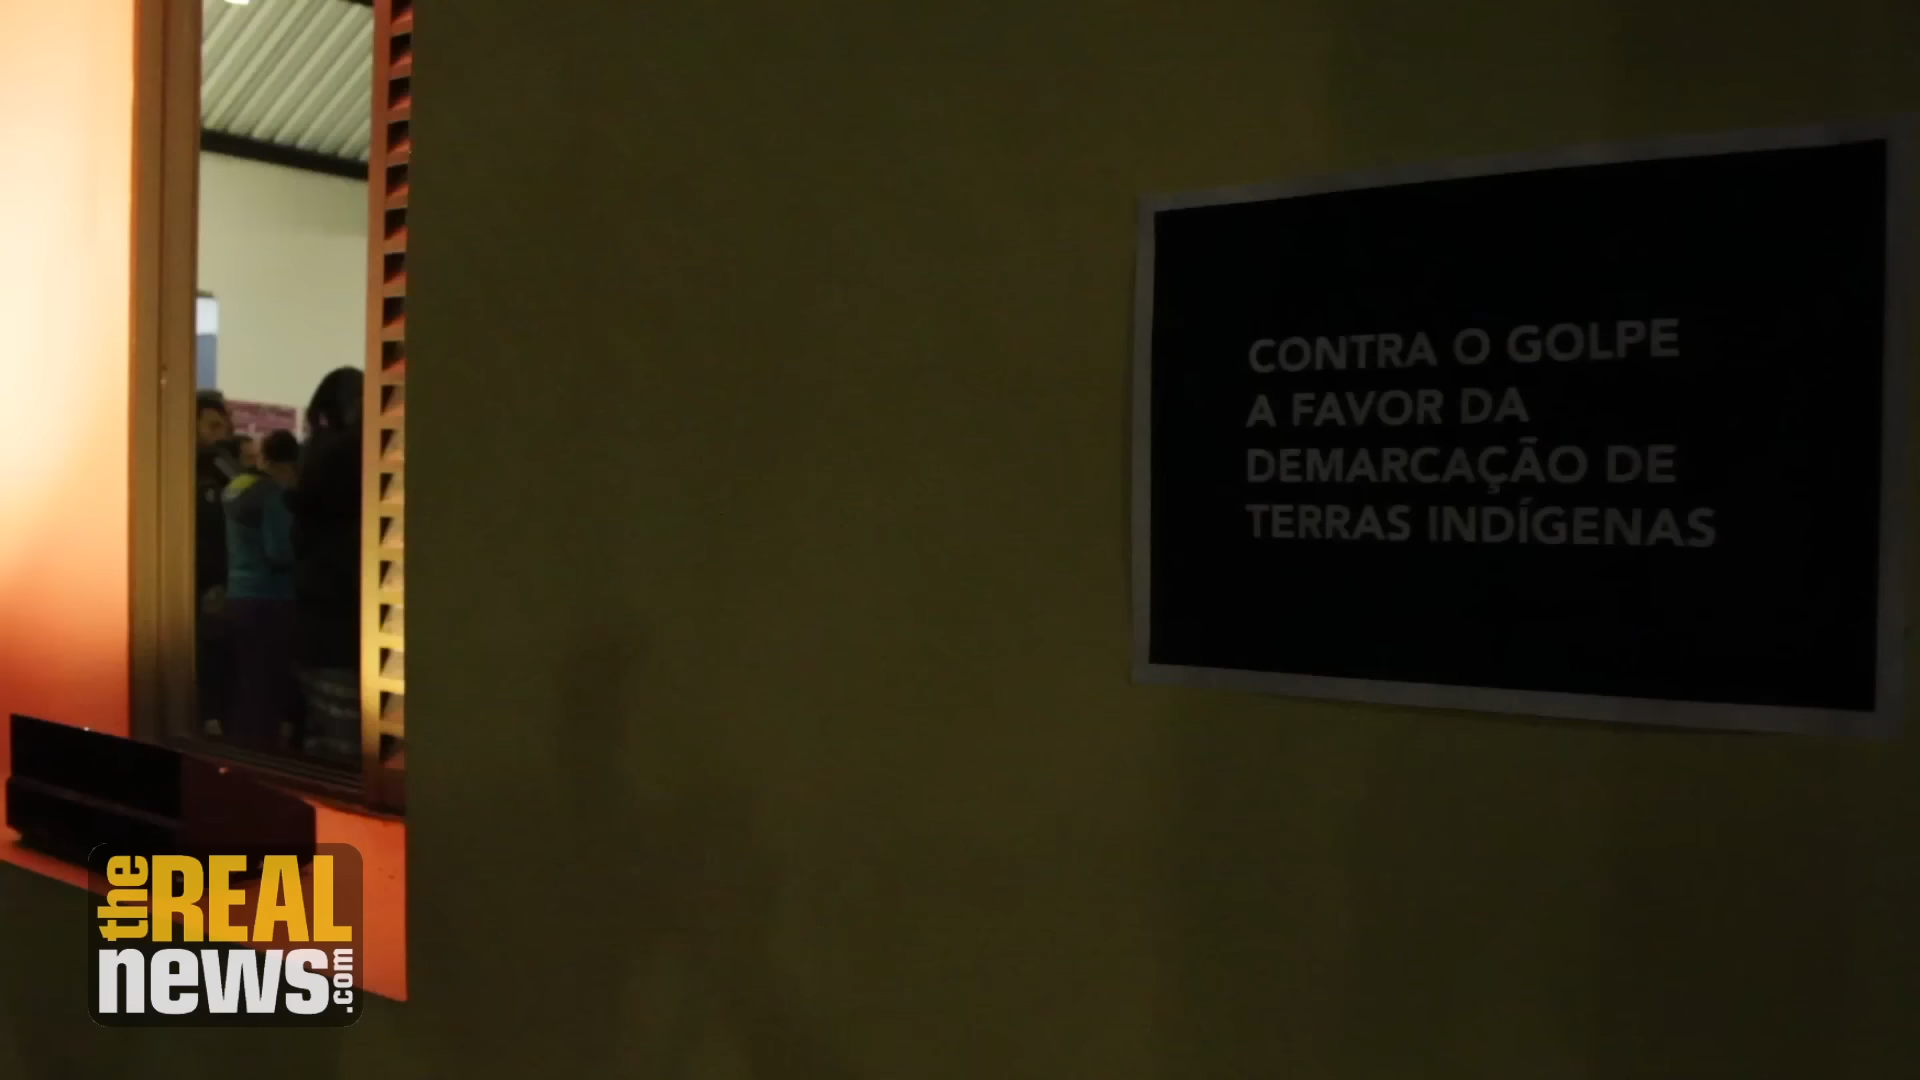 CONTRA O GOLPE
A FAVOR DA
DEMARCAÇÃO DE
TERRAS INDÍGENAS
the REAL
news.com